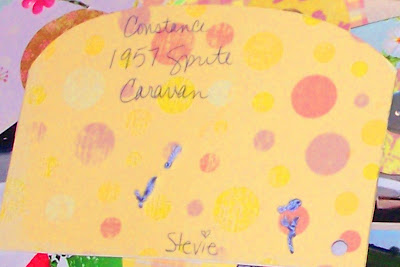 Constance
1957 Sprite
Caravan
Stevie